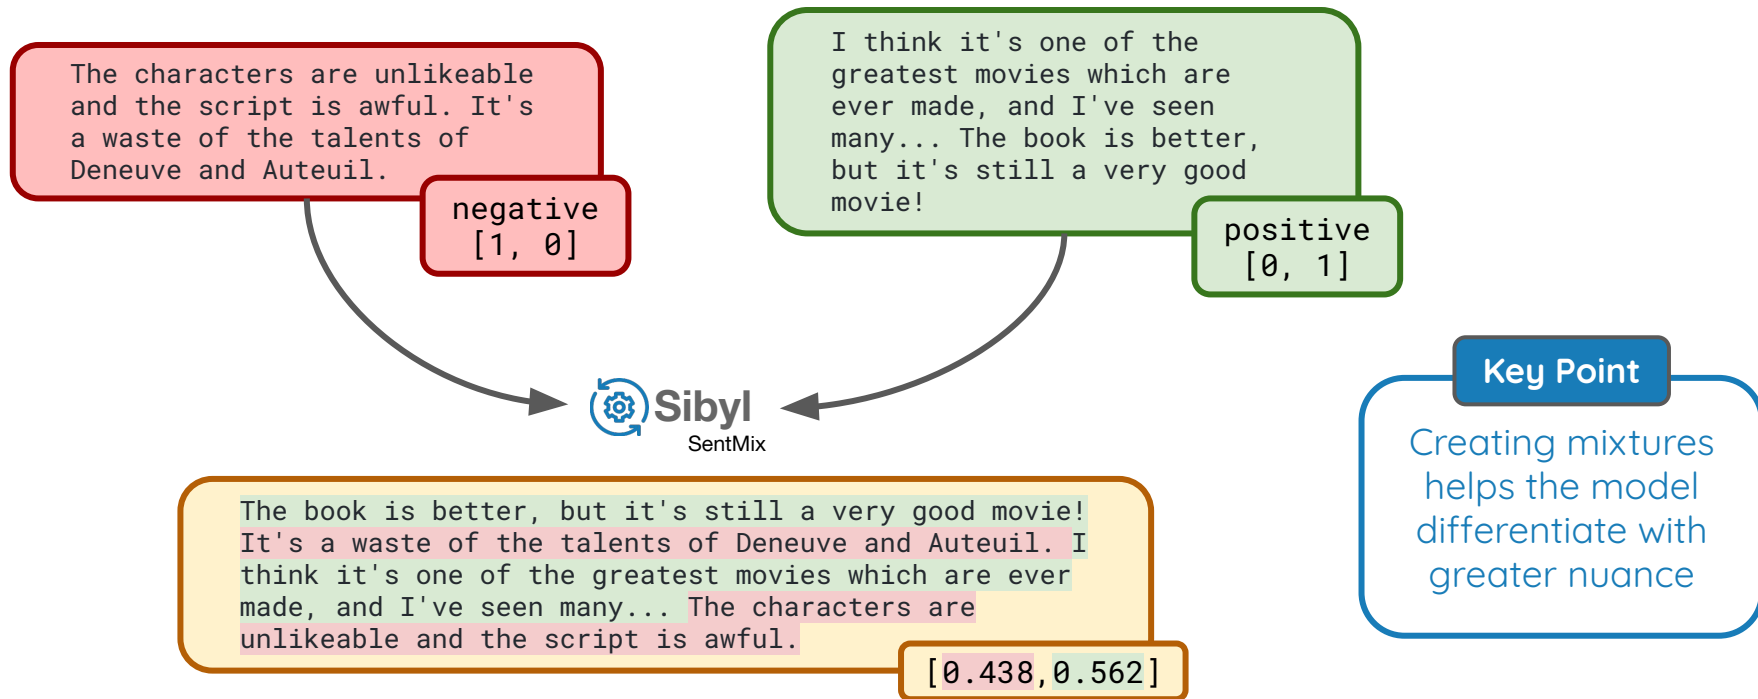 The characters are unlikeable
and the script is awful. It's
a waste of the talents of
Deneuve and Auteuil.
negative
[1, 0]
I think it's one of the
greatest movies which are
ever made, and I've seen
many... The book is better,
but it's still a very good
movie!
positive
[0, 1]
Sibyl
SentMix
Key Point
Creating mixtures
helps the model
differentiate with
greater nuance
The book is better, but it's still a very good movie!
It's a waste of the talents of Deneuve and Auteuil. I
think it's one of the greatest movies which are ever
made, and I've seen many... The characters are
unlikeable and the script is awful.
[0.438,0.562]